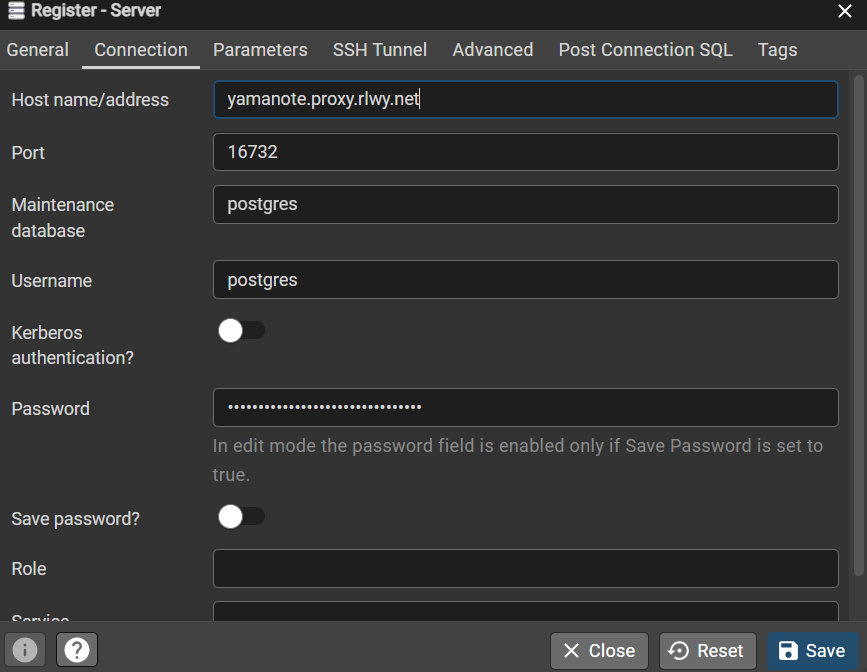 Register - Server
General Connection Parameters SSH Tunnel Advanced Post Connection SQL Tags
Host name/address yamanote.proxy.rlwy.net
Port 16732
Maintenance database postgres
Username postgres
Kerberos authentication?
Password ••••••••••••••••••••••••••••••••
In edit mode the password field is enabled only if Save Password is set to
true.
Save password?
Role
Service
Close Reset Save